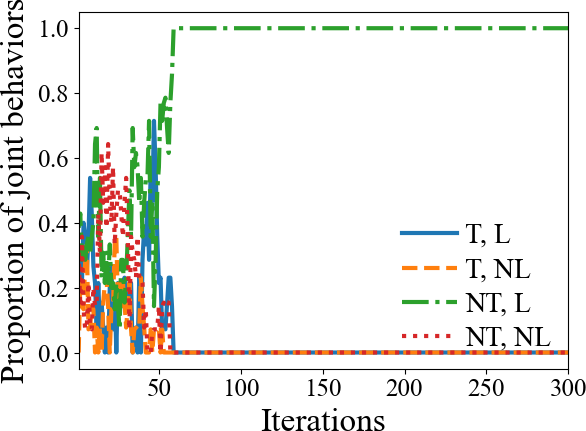 Proportion of joint behaviors
1.0
0.8
0.6
0.4
0.2
0.0
T, L
T, NL
NT, L
NT, NL
50 100 150 200 250 300
Iterations